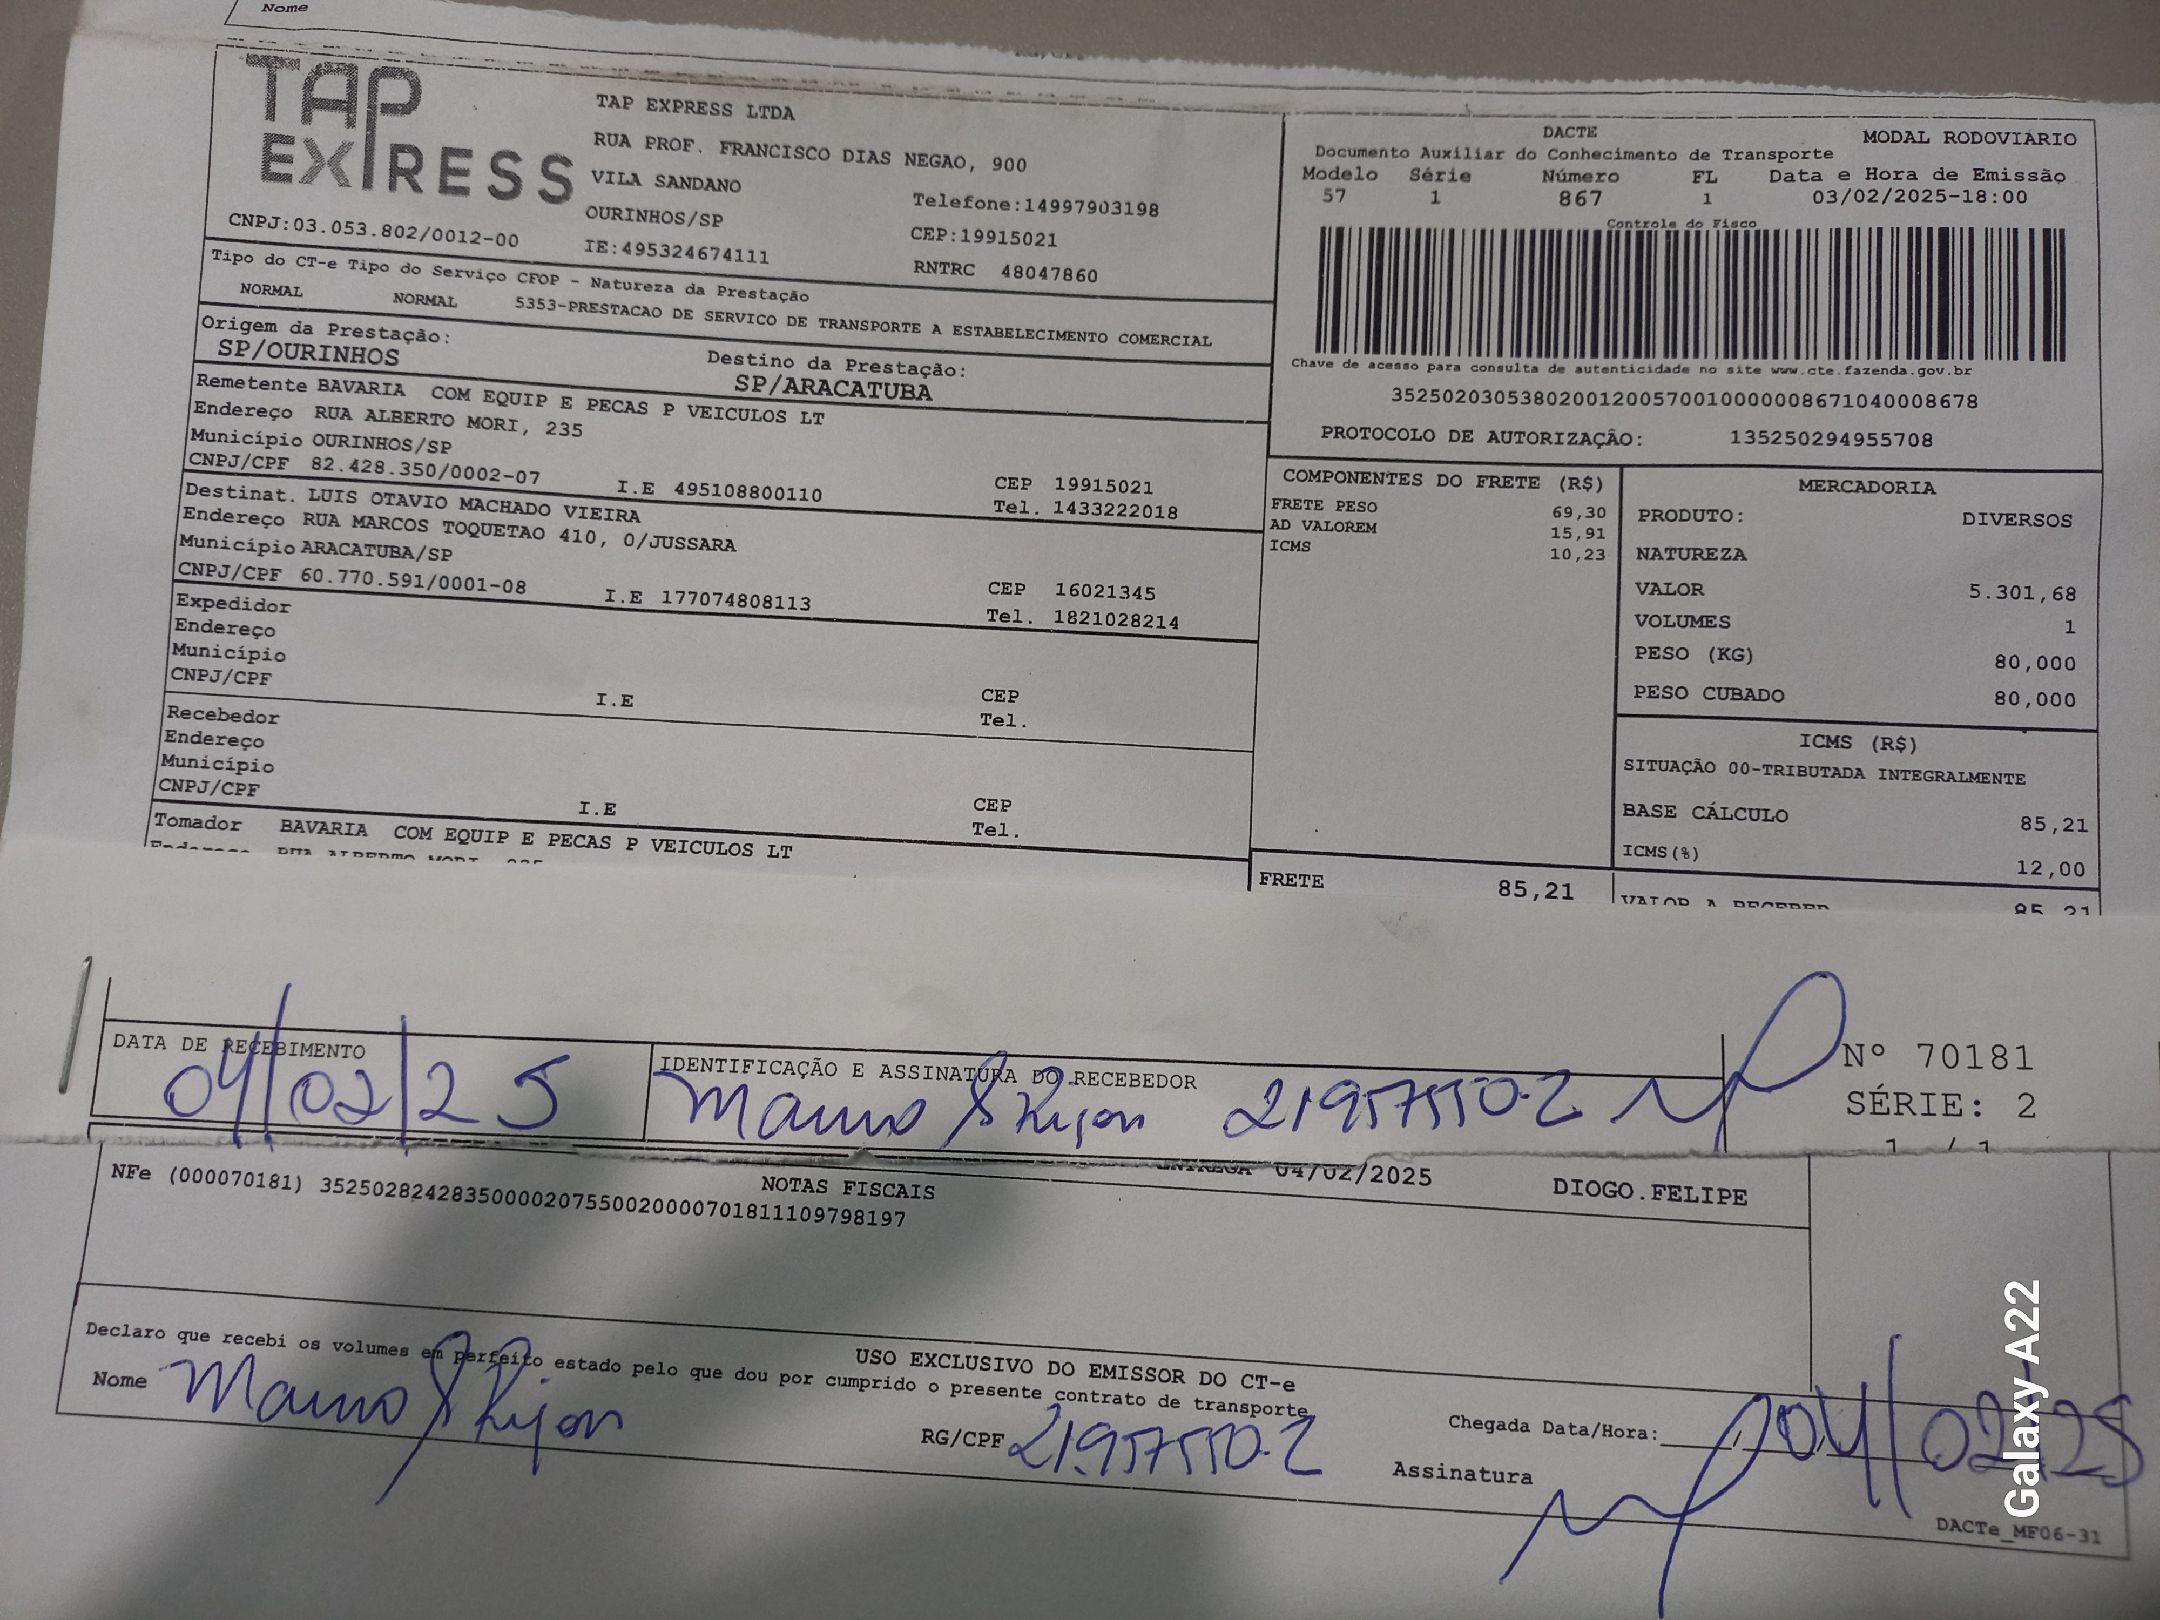 Nome
TAP
EXPRESS
TAP EXPRESS LTDA
RUA PROF. FRANCISCO DIAS NEGAO, 900
VILA SANDANO
Telefone:14997903198
OURINHOS/SP
CEP:19915021
CNPJ:03.053.802/0012-00
IE:495324674111
RNTRC 48047860
DACTE
MODAL RODOVIÁRIO
Documento Auxiliar do Conhecimento de Transporte
Modelo Série Número FL Data e Hora de Emissão
57 1 867 1 03/02/2025-18:00
Controle do Fisco
Chave de acesso para consulta de autenticidade no site www.cte.fazenda.gov.br
35250203053802001200570010000008671040008678
PROTOCOLO DE AUTORIZAÇÃO: 135250294955708
Tipo do CT-e Tipo do Serviço CFOP - Natureza da Prestação
NORMAL NORMAL 5353-PRESTACAO DE SERVICO DE TRANSPORTE A ESTABELECIMENTO COMERCIAL
Origem da Prestação: Destino da Prestação:
SP/OURINHOS SP/ARACATUBA
Remetente BAVARIA COM EQUIP E PECAS P VEICULOS LT
Endereço RUA ALBERTO MORI, 235
Município OURINHOS/SP CEP 19915021
CNPJ/CPF 82.428.350/0002-07 I.E 495108800110 Tel. 1433222018
Destinat. LUIS OTAVIO MACHADO VIEIRA
Endereço RUA MARCOS TOQUETAO 410, 0/JUSSARA
Município ARACATUBA/SP CEP 16021345
CNPJ/CPF 60.770.591/0001-08 I.E 177074808113 Tel. 1821028214
Expedidor
Endereço
Município CEP
CNPJ/CPF I.E Tel.
Recebedor
Endereço
Município CEP
CNPJ/CPF I.E Tel.
Tomador BAVARIA COM EQUIP E PECAS P VEICULOS LT
Endereço RUA ALBERTO MORI, 235
COMPONENTES DO FRETE (R$)
FRETE PESO 69,30
AD VALOREM 15,91
ICMS 10,23
FRETE 85,21
MERCADORIA
PRODUTO: DIVERSOS
NATUREZA
VALOR 5.301,68
VOLUMES 1
PESO (KG) 80,000
PESO CUBADO 80,000
ICMS (R$)
SITUAÇÃO 00-TRIBUTADA INTEGRALMENTE
BASE CÁLCULO 85,21
ICMS(%) 12,00
VALOR A RECEBER 85,21
DATA DE RECEBIMENTO
04/02/25
IDENTIFICAÇÃO E ASSINATURA DO RECEBEDOR
21957550-2
Nº 70181
SÉRIE: 2
1 / 1
ENTREGA 04/02/2025 DIOGO.FELIPE
NOTAS FISCAIS
NFe (000070181) 35250282428350000207550020000701811109798197
USO EXCLUSIVO DO EMISSOR DO CT-e
Declaro que recebi os volumes em perfeito estado pelo que dou por cumprido o presente contrato de transporte
Nome
RG/CPF 21957550-2
Chegada Data/Hora: 04/02/25
Assinatura
DACTe_MF06-31
Galaxy A22